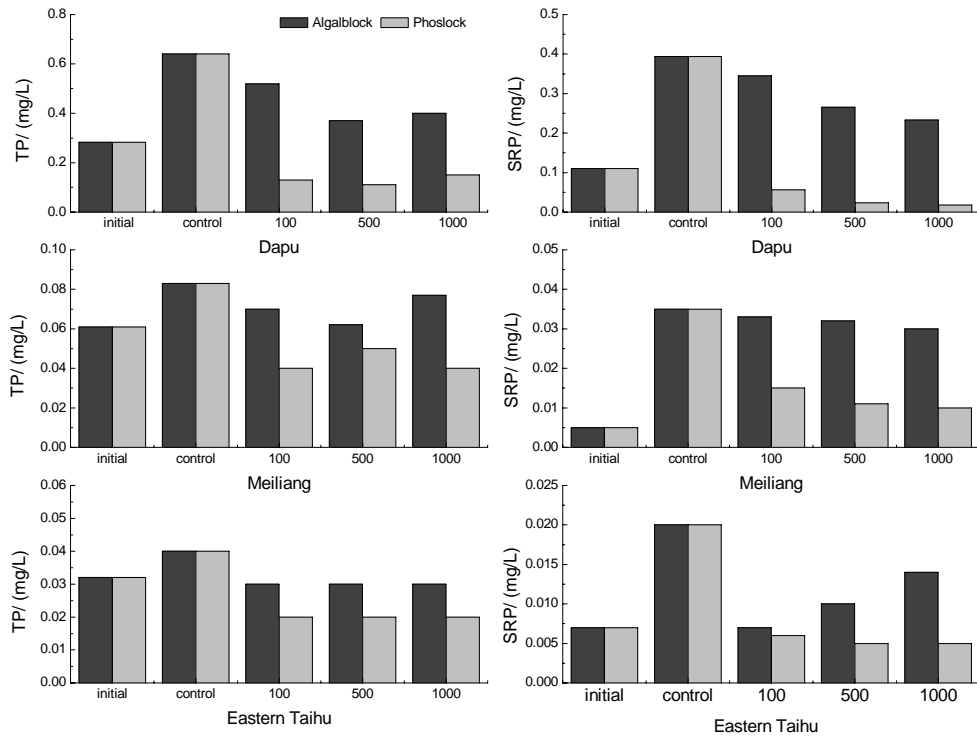 Algalblock Phoslock
TP/ (mg/L)
0.8
0.6
0.4
0.2
0.0
initial control 100 500 1000
Dapu
SRP/ (mg/L)
0.5
0.4
0.3
0.2
0.1
0.0
initial control 100 500 1000
Dapu
TP/ (mg/L)
0.10
0.08
0.06
0.04
0.02
0.00
initial control 100 500 1000
Meiliang
SRP/ (mg/L)
0.05
0.04
0.03
0.02
0.01
0.00
initial control 100 500 1000
Meiliang
TP/ (mg/L)
0.06
0.05
0.04
0.03
0.02
0.01
0.00
initial control 100 500 1000
Eastern Taihu
SRP/ (mg/L)
0.025
0.020
0.015
0.010
0.005
0.000
initial control 100 500 1000
Eastern Taihu